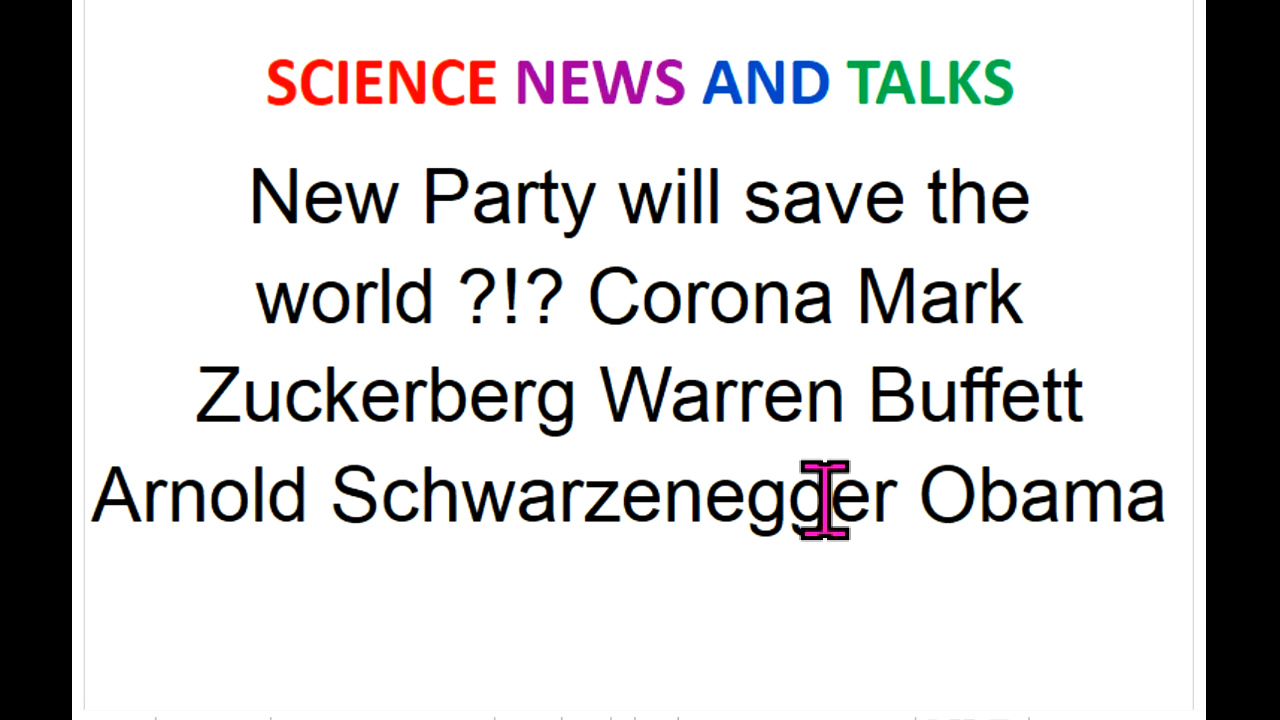 SCIENCE NEWS AND TALKS
New Party will save the
world ?!? Corona Mark
Zuckerberg Warren Buffett
Arnold Schwarzenegger Obama